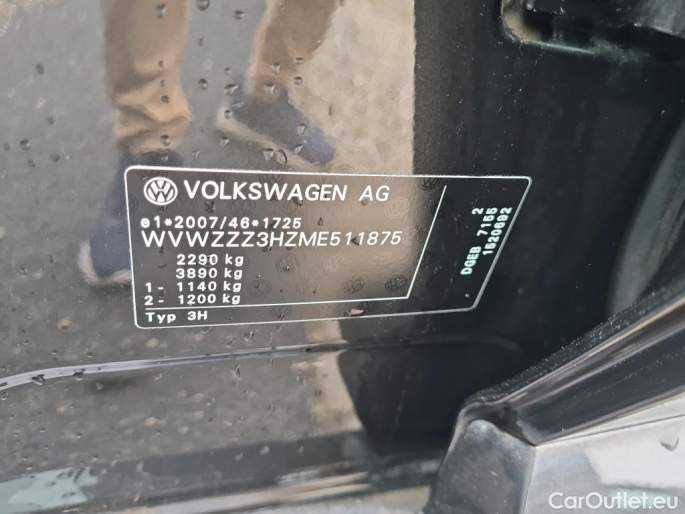 VOLKSWAGEN AG
e1*2007/46*1725
WVWZZZ3HZME511875
2290 kg
3890 kg
1- 1140 kg
2- 1200 kg
Typ 3H
DGEB 7155 2
1620692
CarOutlet.eu